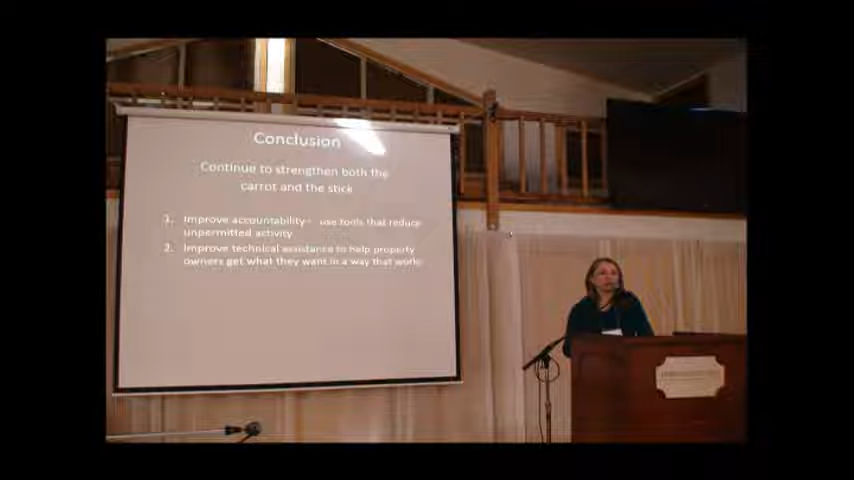 Conclusion
Continue to strengthen both the
carrot and the stick
1. Improve accountability– use tools that reduce
unpermitted activity
2. Improve technical assistance to help property
owners get what they want in a way that works